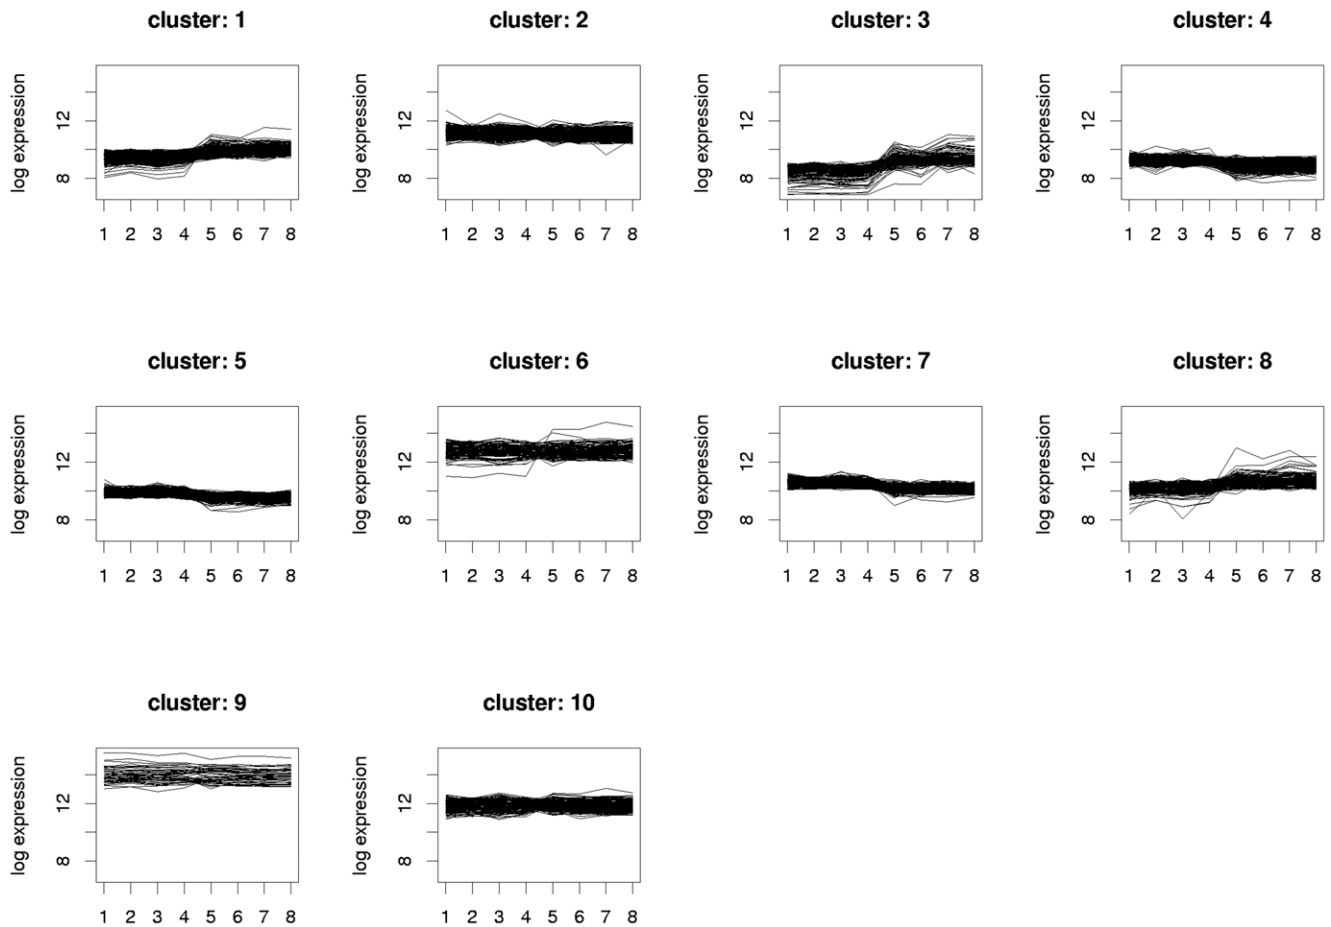 cluster: 1
log expression
12
8
1 2 3 4 5 6 7 8
cluster: 2
log expression
12
8
1 2 3 4 5 6 7 8
cluster: 3
log expression
12
8
1 2 3 4 5 6 7 8
cluster: 4
log expression
12
8
1 2 3 4 5 6 7 8
cluster: 5
log expression
12
8
1 2 3 4 5 6 7 8
cluster: 6
log expression
12
8
1 2 3 4 5 6 7 8
cluster: 7
log expression
12
8
1 2 3 4 5 6 7 8
cluster: 8
log expression
12
8
1 2 3 4 5 6 7 8
cluster: 9
log expression
12
8
1 2 3 4 5 6 7 8
cluster: 10
log expression
12
8
1 2 3 4 5 6 7 8